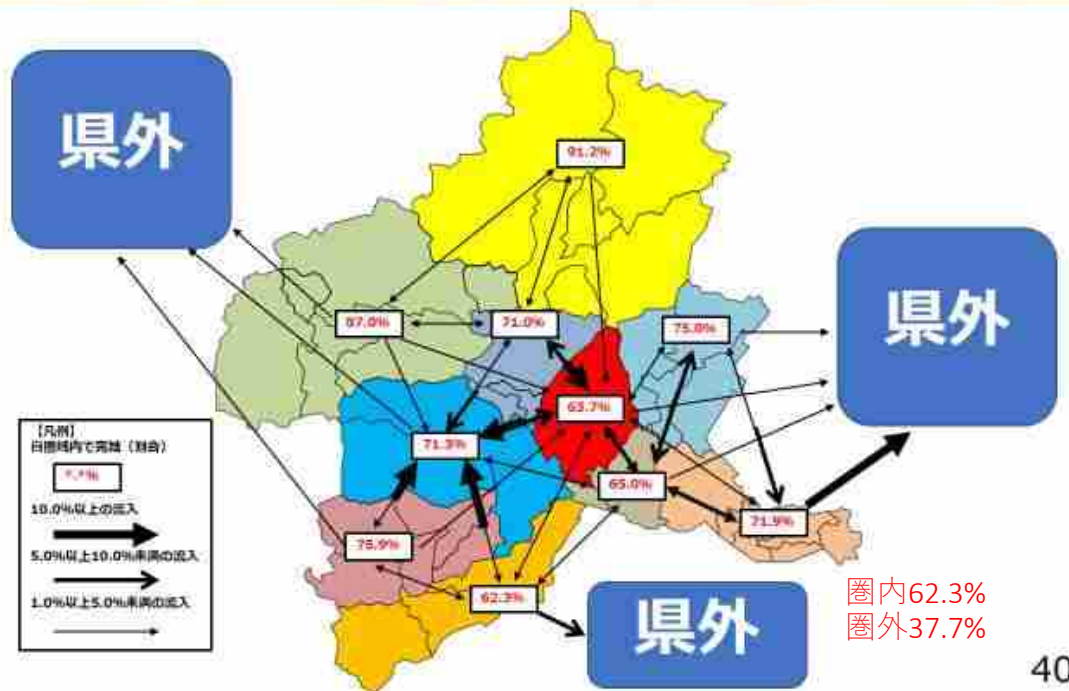 県外
91.2%
県外
87.0%
71.0%
75.8%
63.7%
71.3%
【凡例】
自圏域内で完結（割合）
*.*%
10.0%以上の流入
5.0%以上10.0%未満の流入
1.0%以上5.0%未満の流入
65.0%
71.9%
75.9%
62.3%
県外
圏内62.3%
圏外37.7%
40